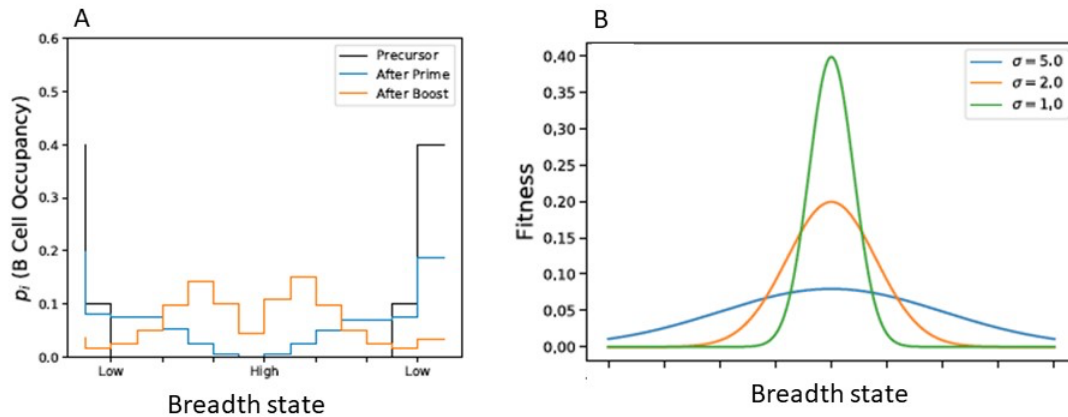 A
p_i (B Cell Occupancy)
0.6
0.5
0.4
0.3
0.2
0.1
0.0
Precursor
After Prime
After Boost
Low
High
Low
Breadth state
B
Fitness
0.40
0.35
0.30
0.25
0.20
0.15
0.10
0.05
0.00
σ = 5.0
σ = 2.0
σ = 1.0
Breadth state